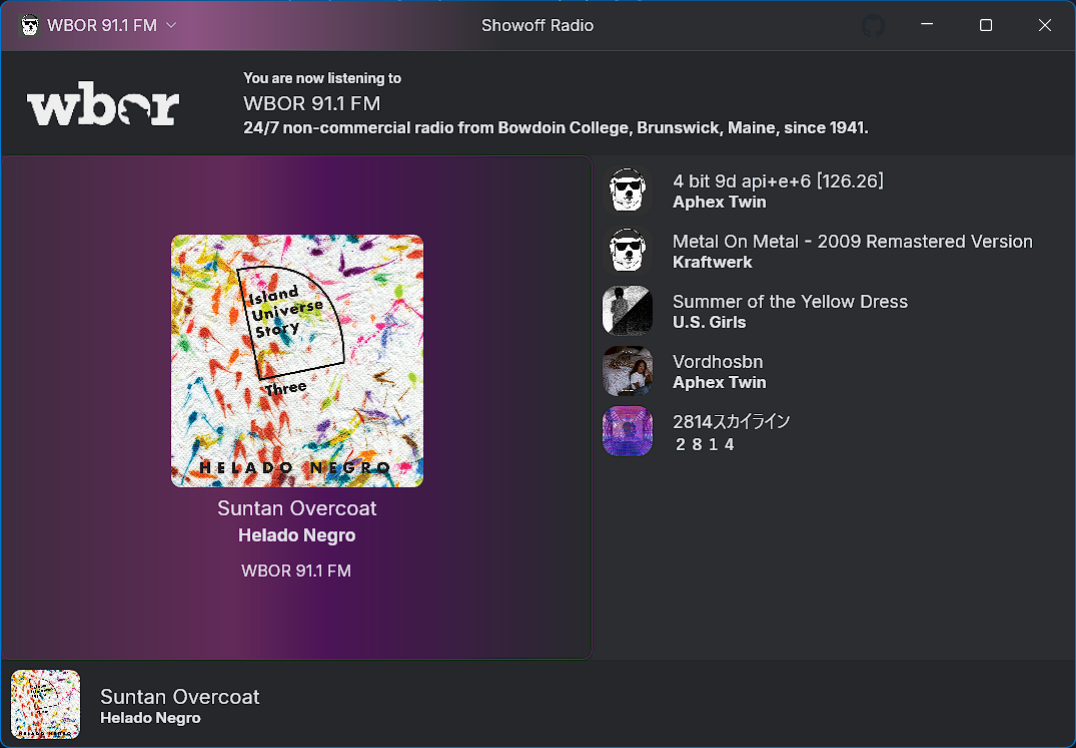 WBOR 91.1 FM
Showoff Radio
wbor
You are now listening to
WBOR 91.1 FM
24/7 non-commercial radio from Bowdoin College, Brunswick, Maine, since 1941.
Island
Universe
Story
Three
HELADO NEGRO
Suntan Overcoat
Helado Negro
WBOR 91.1 FM
4 bit 9d api+e+6 [126.26]
Aphex Twin
Metal On Metal - 2009 Remastered Version
Kraftwerk
Summer of the Yellow Dress
U.S. Girls
Vordhosbn
Aphex Twin
2814スカイライン
２８１４
Suntan Overcoat
Helado Negro